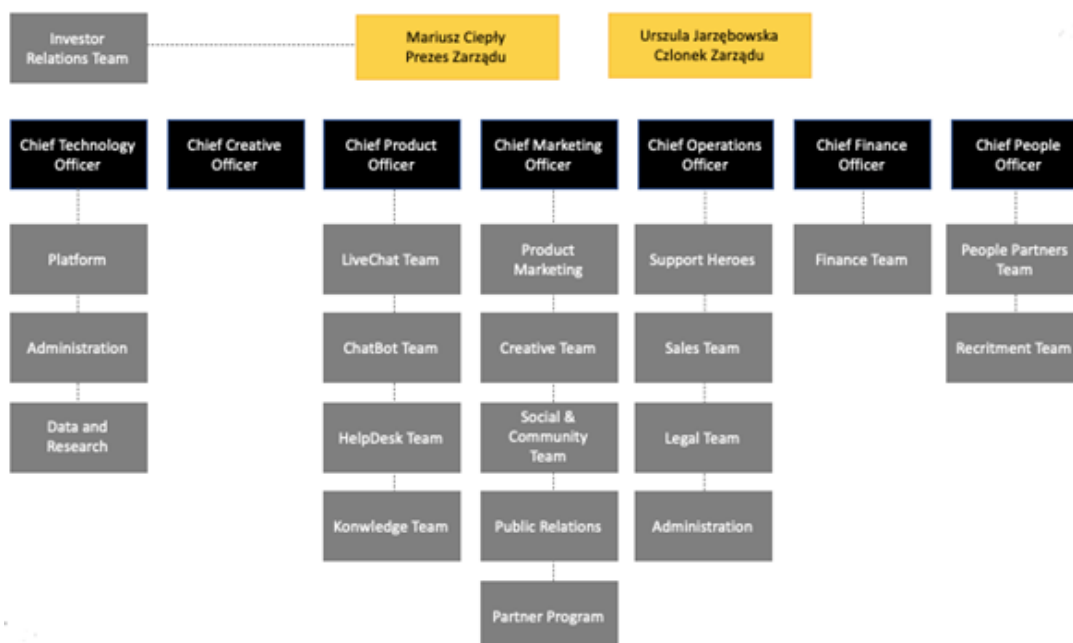 Investor
Relations Team
Mariusz Ciepły
Prezes Zarządu
Urszula Jarzębowska
Członek Zarządu
Chief Technology
Officer
Chief Creative
Officer
Chief Product
Officer
Chief Marketing
Officer
Chief Operations
Officer
Chief Finance
Officer
Chief People
Officer
Platform
LiveChat Team
Product
Marketing
Support Heroes
Finance Team
People Partners
Team
Administration
ChatBot Team
Creative Team
Sales Team
Recritment Team
Data and
Research
HelpDesk Team
Social &
Community
Team
Legal Team
Konwledge Team
Public Relations
Administration
Partner Program